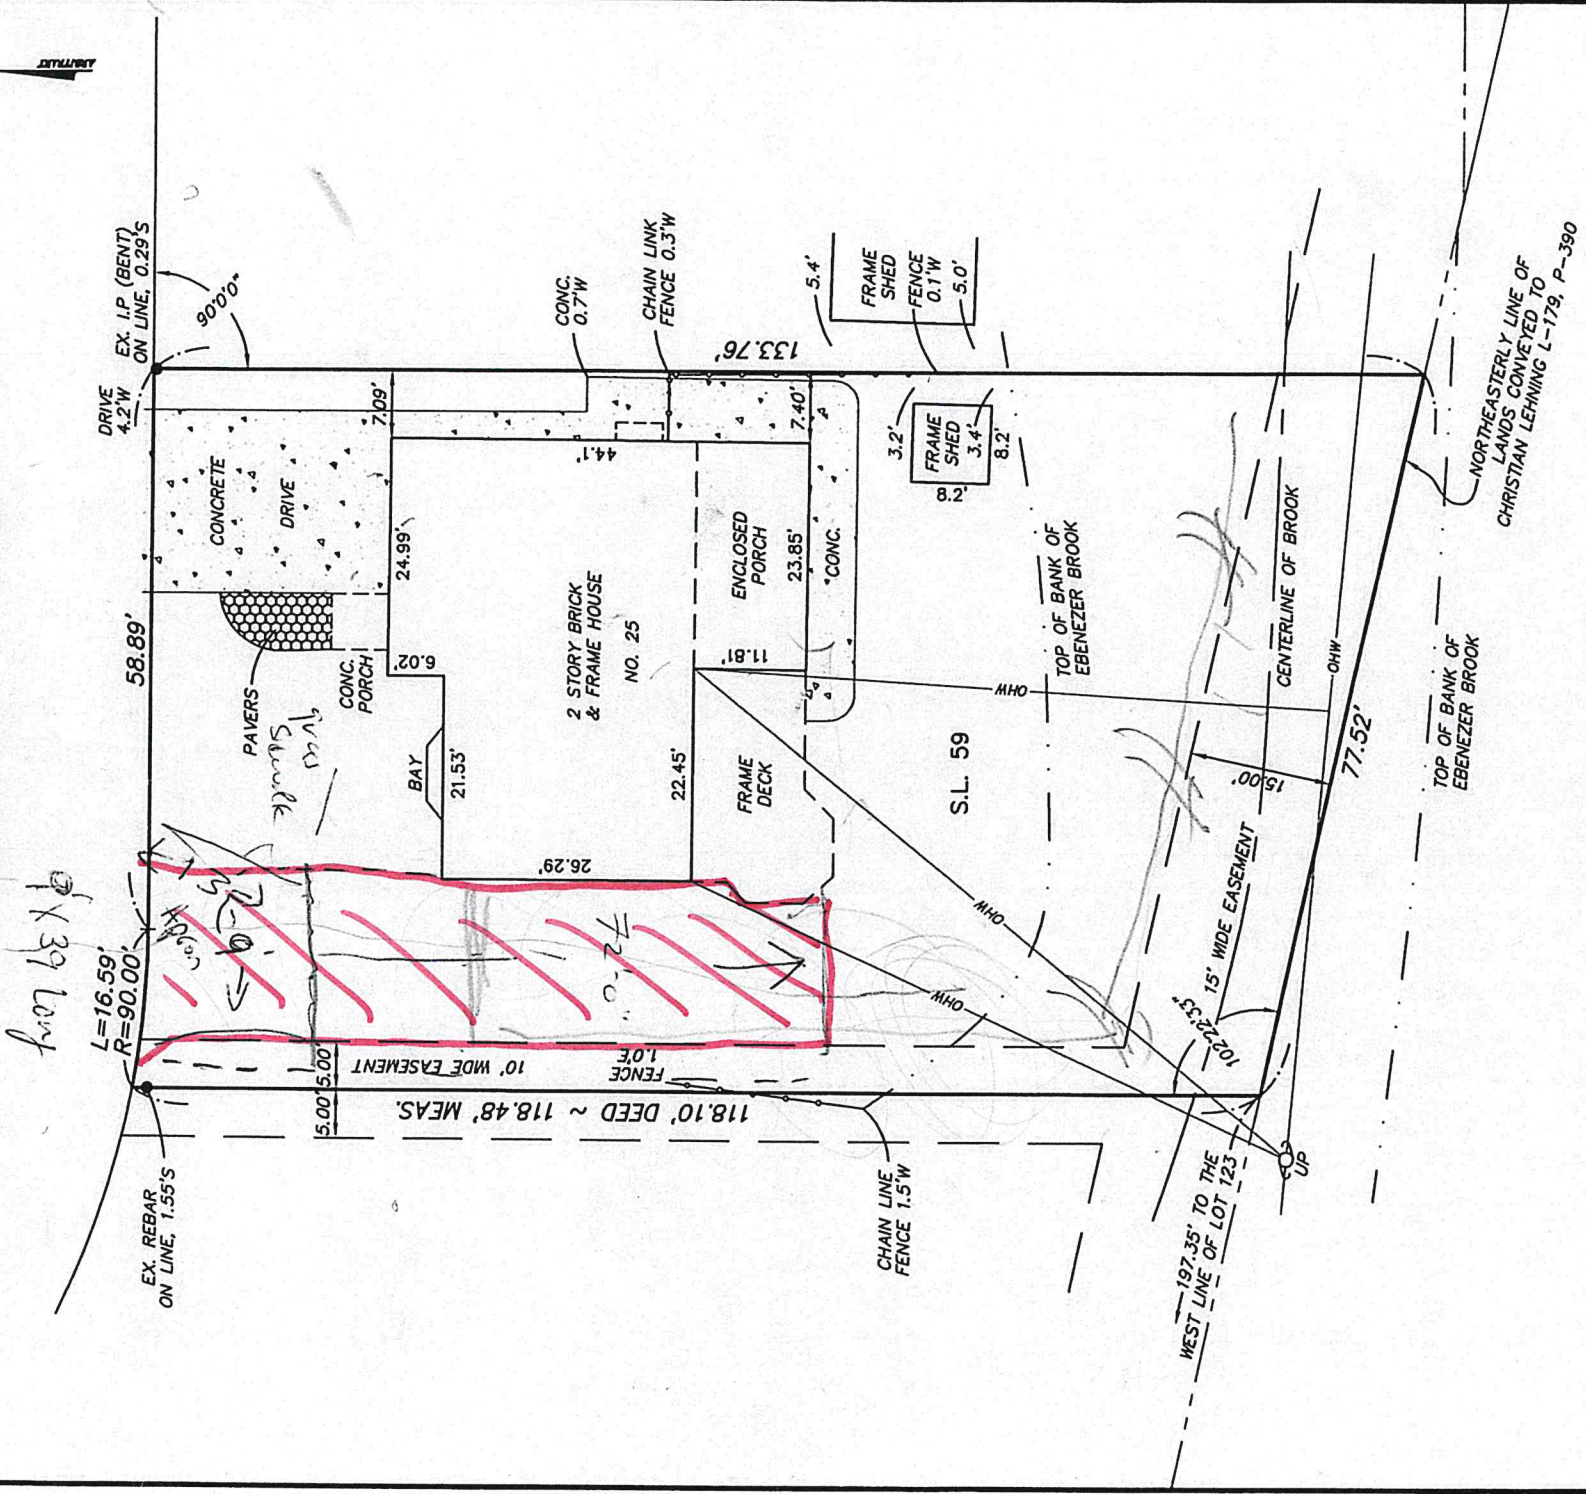 ARBITRARY
EX. I.P (BENT)
ON LINE, 0.29'S
90°0'0"
DRIVE
4.2'W
58.89'
L=16.59'
R=90.00'
EX. REBAR
ON LINE, 1.55'S
CONCRETE
DRIVE
7.09'
PAVERS
CONC.
PORCH
24.99'
6.02'
BAY
21.53'
26.29'
44.1'
2 STORY BRICK
& FRAME HOUSE
NO. 25
22.45'
11.81'
ENCLOSED
PORCH
23.85'
7.40'
CONC.
FRAME
DECK
CONC.
0.7'W
CHAIN LINK
FENCE 0.3'W
133.76'
5.4'
FRAME
SHED
FENCE
0.1'W
5.0'
3.2'
FRAME
SHED
3.4'
8.2'
8.2'
TOP OF BANK OF
EBENEZER BROOK
OHW
OHW
OHW
OHW
S.L. 59
CENTERLINE OF BROOK
15.00'
15' WIDE EASEMENT
102°22'33"
77.52'
TOP OF BANK OF
EBENEZER BROOK
NORTHEASTERLY LINE OF
LANDS CONVEYED TO
CHRISTIAN LEHNING L-179, P-390
5.00'
5.00'
10' WIDE EASEMENT
FENCE
1.0'E
118.10' DEED ~ 118.48' MEAS.
CHAIN LINE
FENCE 1.5'W
197.35' TO THE
WEST LINE OF LOT 123
UP
72'-0"